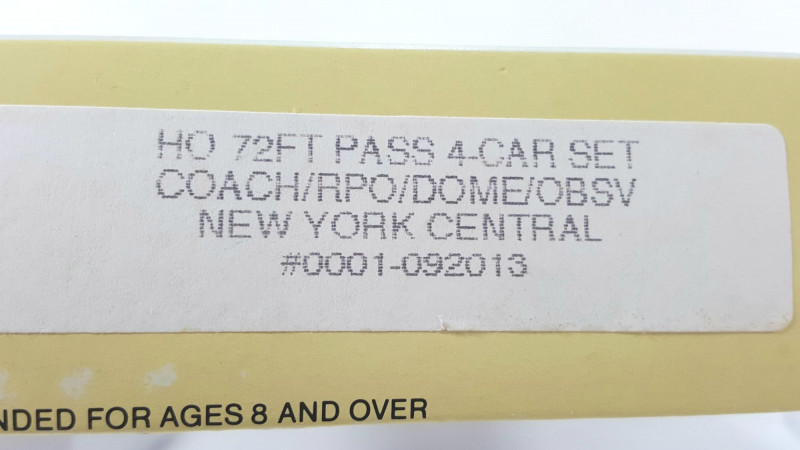 HO 72FT PASS 4-CAR SET
COACH/RPO/DOME/OBSV
NEW YORK CENTRAL
#0001-092013
FOR AGES 8 AND OVER